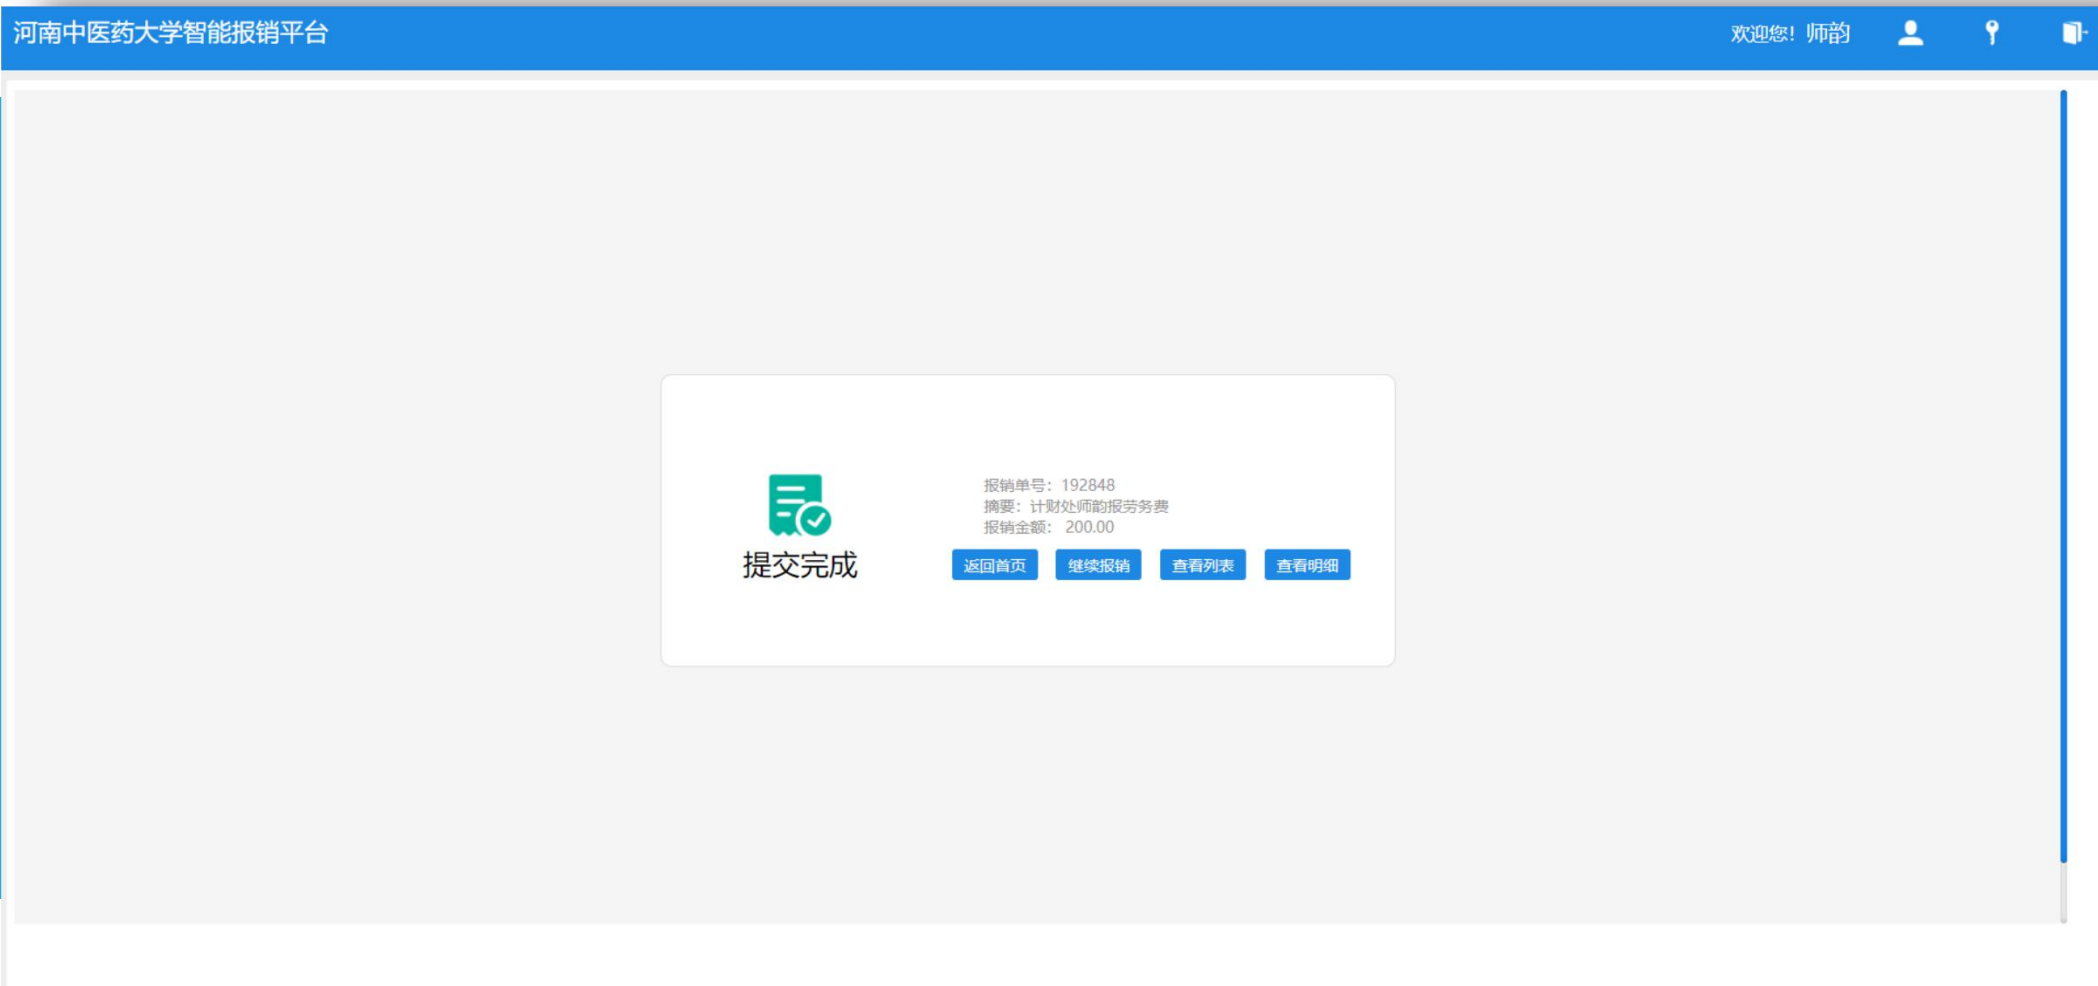 河南中医药大学智能报销平台
欢迎您！师韵
报销单号：192848
摘要：计财处师韵报劳务费
报销金额： 200.00
提交完成
返回首页 继续报销 查看列表 查看明细